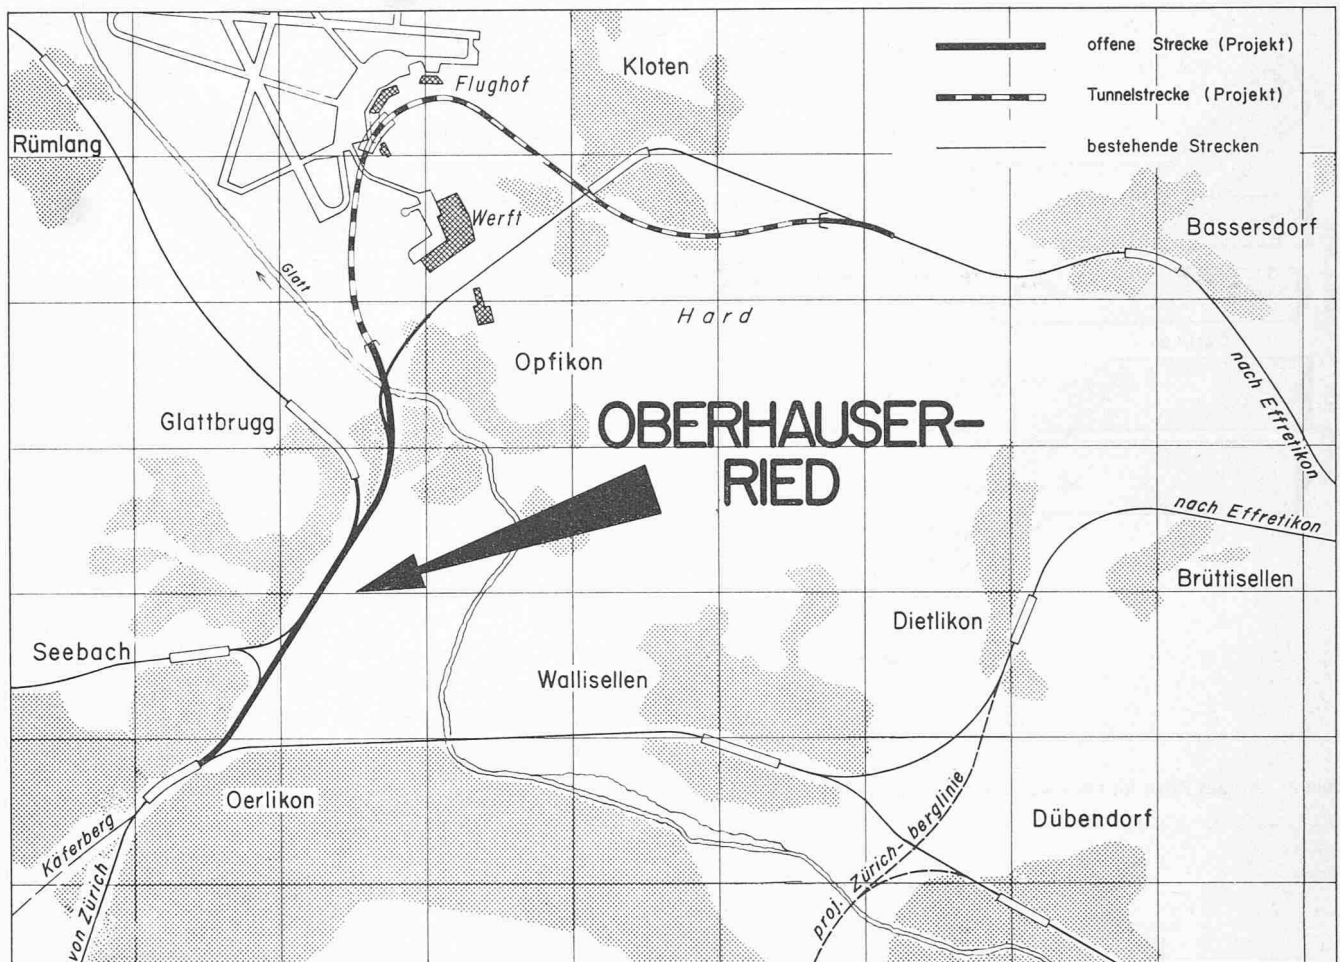 offene Strecke (Projekt)
Tunnelstrecke (Projekt)
bestehende Strecken
Kloten
Flughof
Rümlang
Werft
Bassersdorf
Glatt
Hard
Opfikon
nach Effretikon
Glattbrugg
OBERHAUSER-
RIED
nach Effretikon
Brüttisellen
Dietlikon
Seebach
Wallisellen
Oerlikon
Dübendorf
Käferberg
von Zürich
proj. Zürich-berglinie